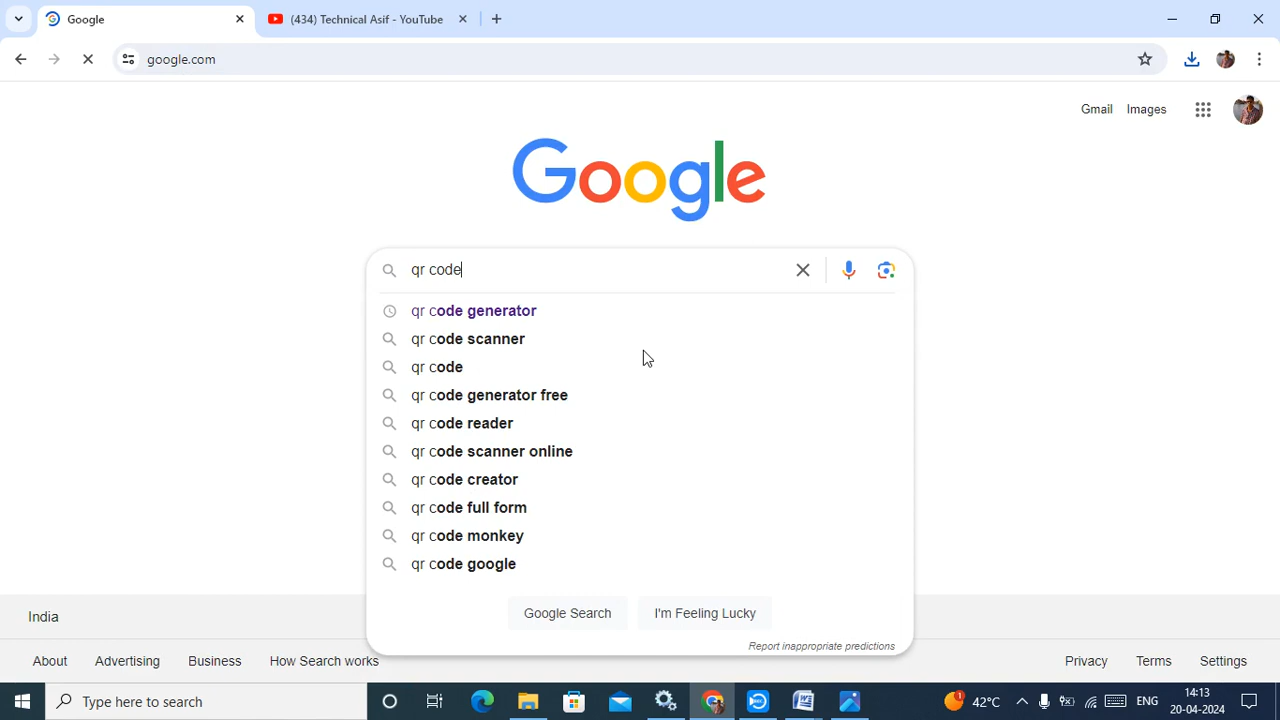 Google
(434) Technical Asif - YouTube
google.com
Gmail Images
Google
qr code
qr code generator
qr code scanner
qr code
qr code generator free
qr code reader
qr code scanner online
qr code creator
qr code full form
qr code monkey
qr code google
Google Search I'm Feeling Lucky
Report inappropriate predictions
India
About Advertising Business How Search works Privacy Terms Settings
Type here to search
42°C ENG
14:13
20-04-2024